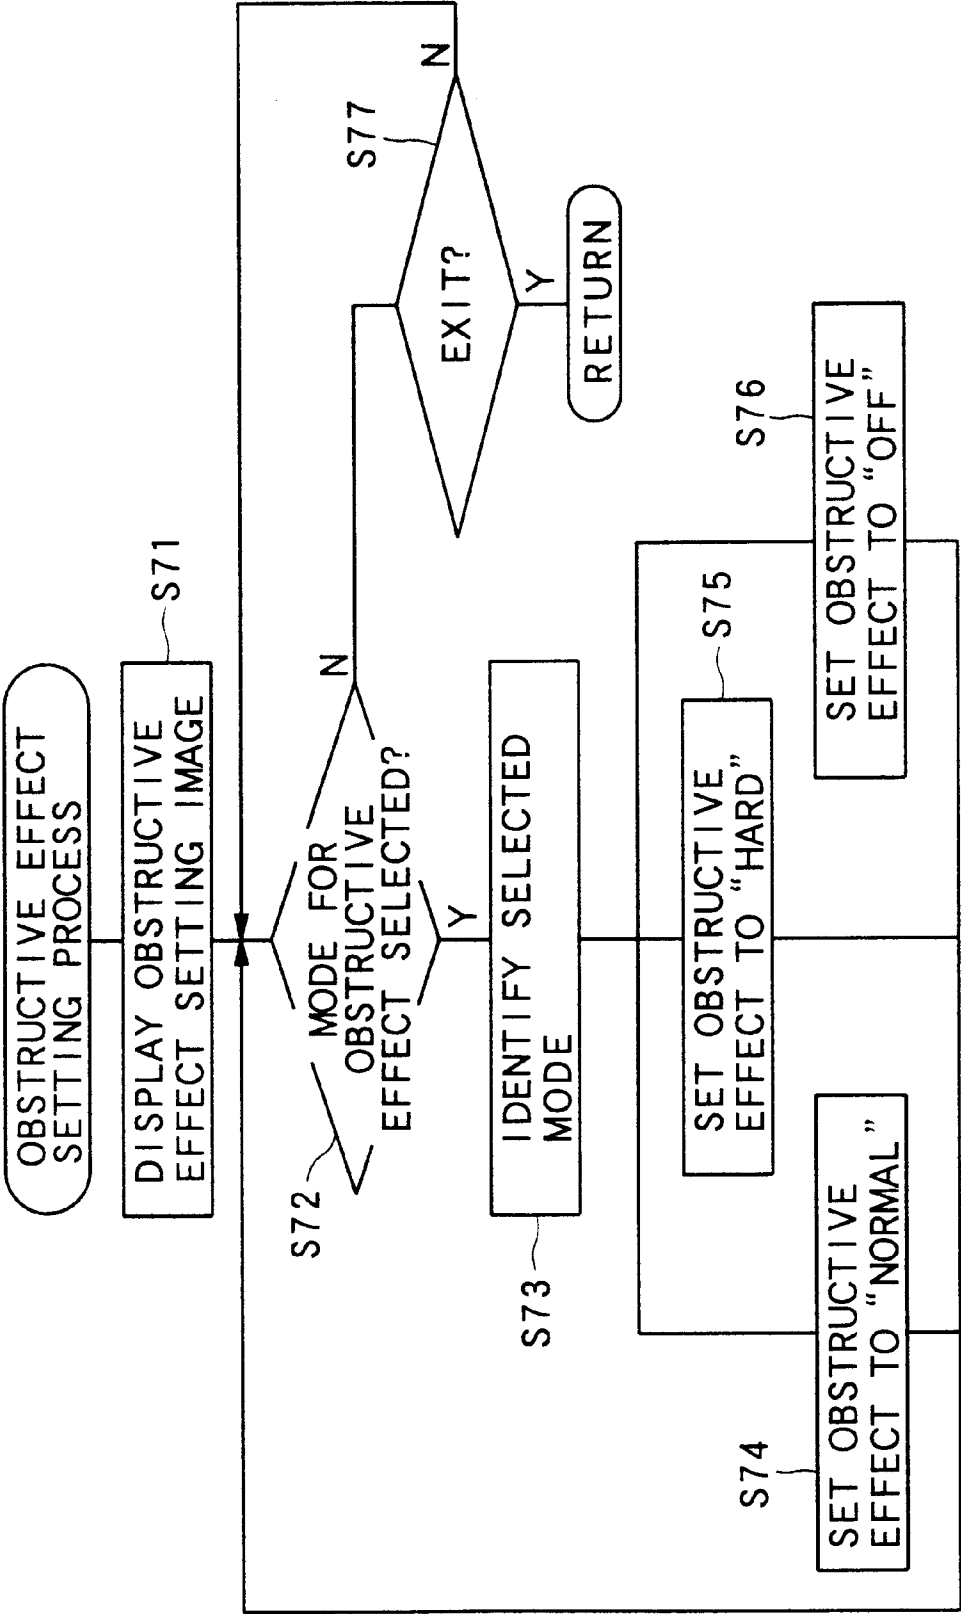 OBSTRUCTIVE EFFECT
SETTING PROCESS
DISPLAY OBSTRUCTIVE
EFFECT SETTING IMAGE
S71
S72
MODE FOR
OBSTRUCTIVE
EFFECT SELECTED?
N
Y
S77
EXIT?
N
Y
RETURN
S73
IDENTIFY SELECTED
MODE
S74
SET OBSTRUCTIVE
EFFECT TO “NORMAL”
S75
SET OBSTRUCTIVE
EFFECT TO “HARD”
S76
SET OBSTRUCTIVE
EFFECT TO “OFF”